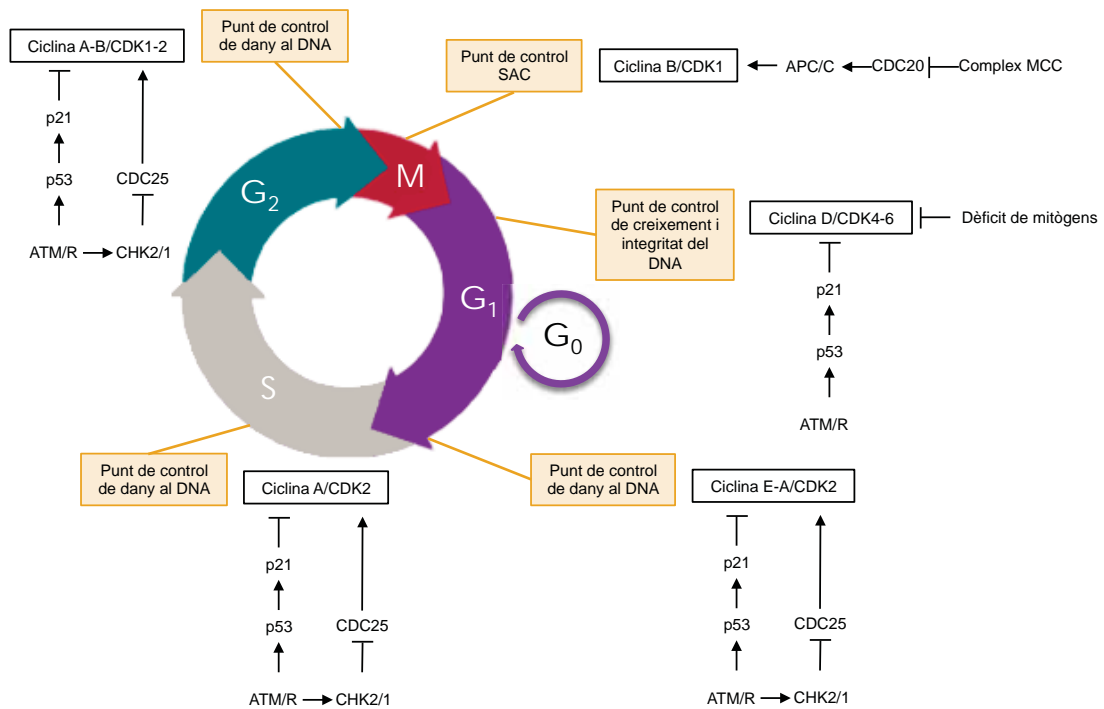 Ciclina A-B/CDK1-2
p21
p53
CDC25
ATM/R
CHK2/1
Punt de control
de dany al DNA
Punt de control
SAC
Ciclina B/CDK1
APC/C
CDC20
Complex MCC
G2
M
G1
S
G0
Punt de control
de creixement i
integritat del
DNA
Ciclina D/CDK4-6
Dèficit de mitògens
p21
p53
ATM/R
Punt de control
de dany al DNA
Ciclina A/CDK2
p21
p53
CDC25
ATM/R
CHK2/1
Punt de control
de dany al DNA
Ciclina E-A/CDK2
p21
p53
CDC25
ATM/R
CHK2/1